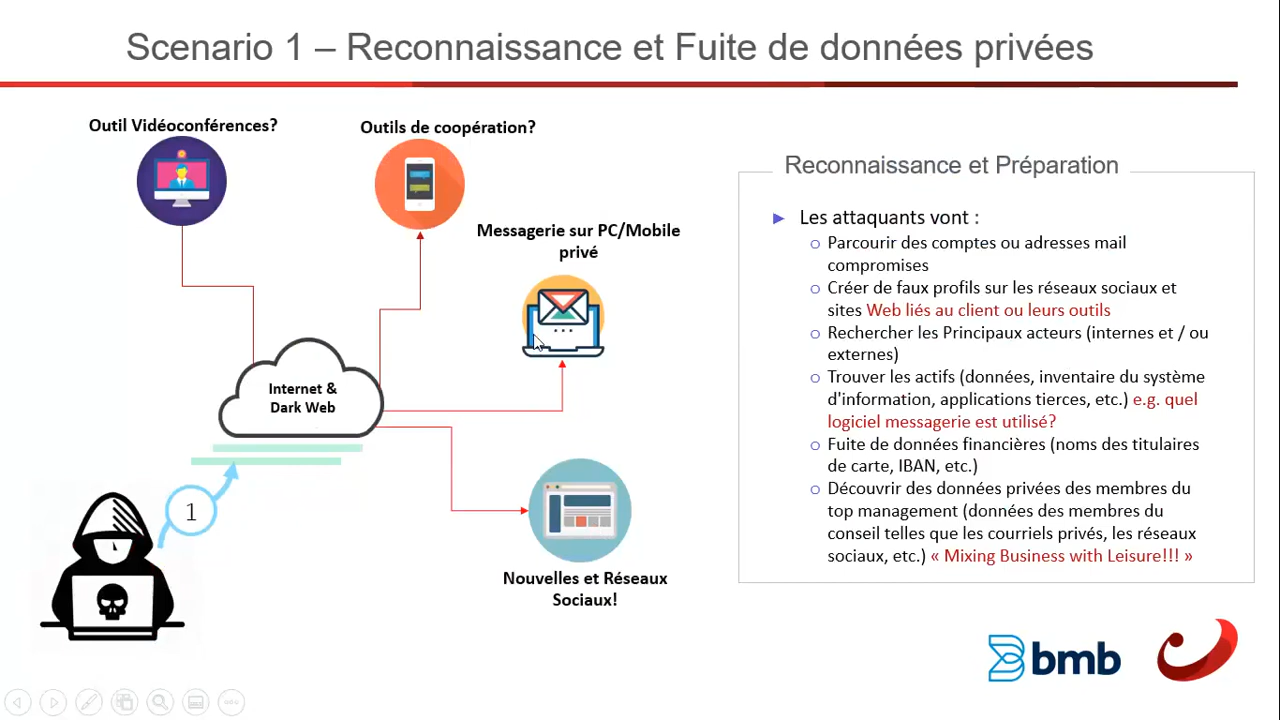 Scenario 1 – Reconnaissance et Fuite de données privées
Outil Vidéoconférences?
Outils de coopération?
Messagerie sur PC/Mobile
privé
Internet &
Dark Web
1
Nouvelles et Réseaux
Sociaux!
Reconnaissance et Préparation
Les attaquants vont :
Parcourir des comptes ou adresses mail
compromises
Créer de faux profils sur les réseaux sociaux et
sites Web liés au client ou leurs outils
Rechercher les Principaux acteurs (internes et / ou
externes)
Trouver les actifs (données, inventaire du système
d'information, applications tierces, etc.) e.g. quel
logiciel messagerie est utilisé?
Fuite de données financières (noms des titulaires
de carte, IBAN, etc.)
Découvrir des données privées des membres du
top management (données des membres du
conseil telles que les courriels privés, les réseaux
sociaux, etc.) « Mixing Business with Leisure!!! »
bmb